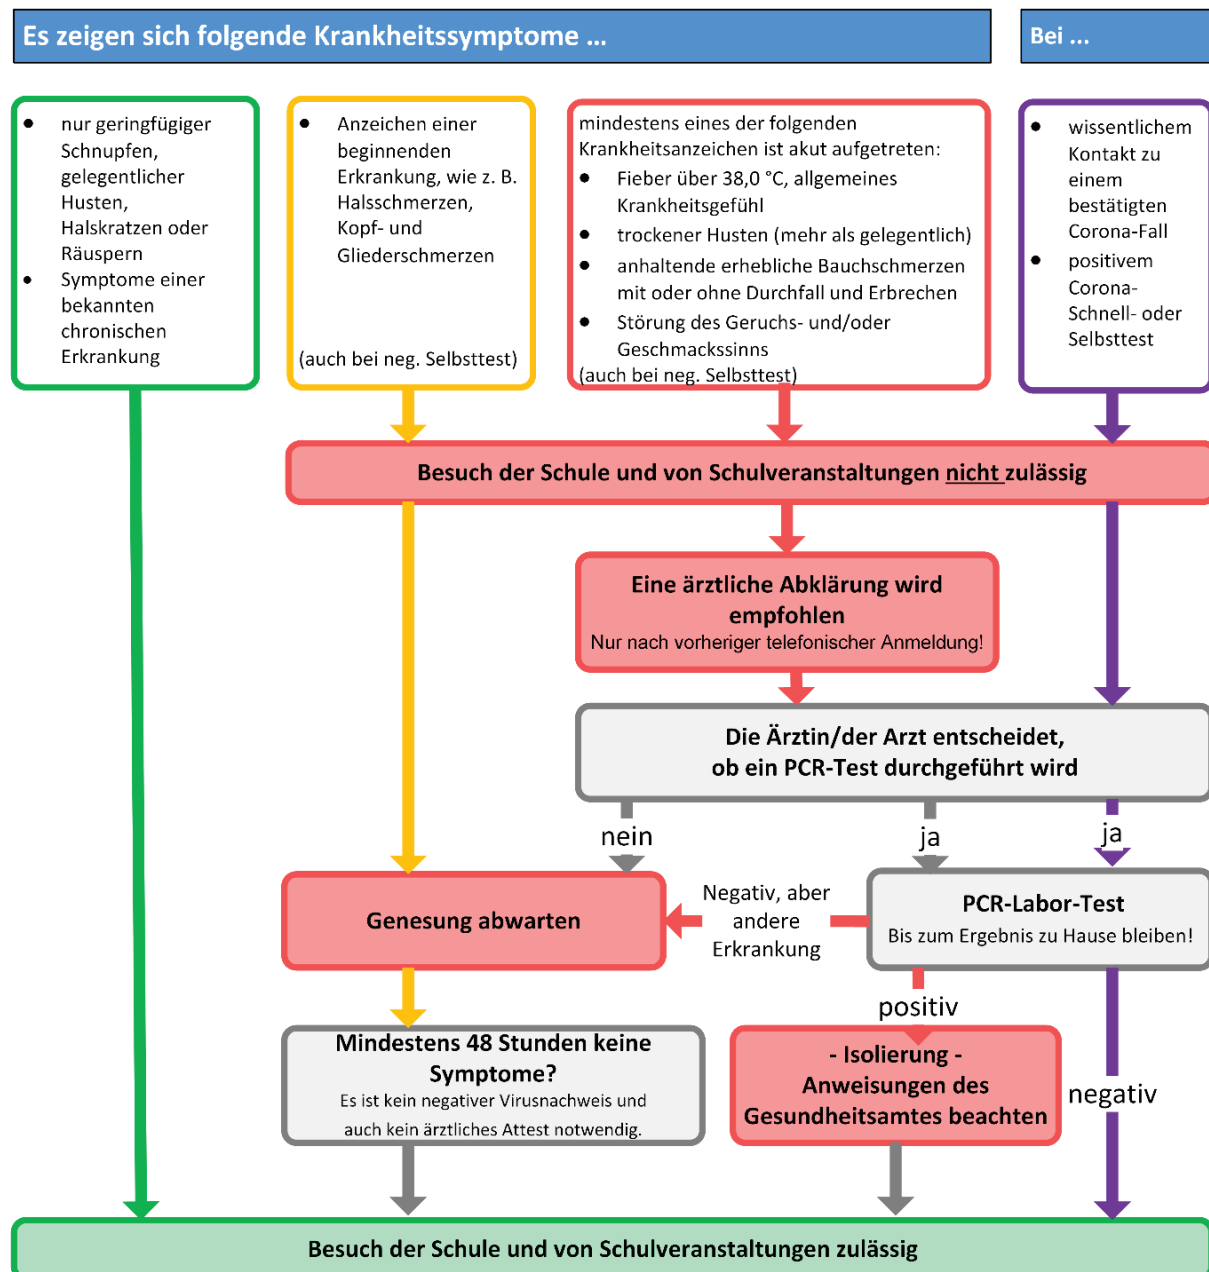 Es zeigen sich folgende Krankheitssymptome ...
Bei ...
● nur geringfügiger
Schnupfen,
gelegentlicher
Husten,
Halskratzen oder
Räuspern
● Symptome einer
bekannten
chronischen
Erkrankung
● Anzeichen einer
beginnenden
Erkrankung, wie z. B.
Halsschmerzen,
Kopf- und
Gliederschmerzen
(auch bei neg. Selbsttest)
mindestens eines der folgenden
Krankheitsanzeichen ist akut aufgetreten:
● Fieber über 38,0 °C, allgemeines
Krankheitsgefühl
● trockener Husten (mehr als gelegentlich)
● anhaltende erhebliche Bauchschmerzen
mit oder ohne Durchfall und Erbrechen
● Störung des Geruchs- und/oder
Geschmackssinns
(auch bei neg. Selbsttest)
● wissentlichem
Kontakt zu
einem
bestätigten
Corona-Fall
● positivem
Corona-
Schnell- oder
Selbsttest
Besuch der Schule und von Schulveranstaltungen nicht zulässig
Eine ärztliche Abklärung wird
empfohlen
Nur nach vorheriger telefonischer Anmeldung!
Die Ärztin/der Arzt entscheidet,
ob ein PCR-Test durchgeführt wird
nein
ja
ja
Genesung abwarten
Negativ, aber
andere
Erkrankung
PCR-Labor-Test
Bis zum Ergebnis zu Hause bleiben!
positiv
Mindestens 48 Stunden keine
Symptome?
Es ist kein negativer Virusnachweis und
auch kein ärztliches Attest notwendig.
- Isolierung -
Anweisungen des
Gesundheitsamtes beachten
negativ
Besuch der Schule und von Schulveranstaltungen zulässig